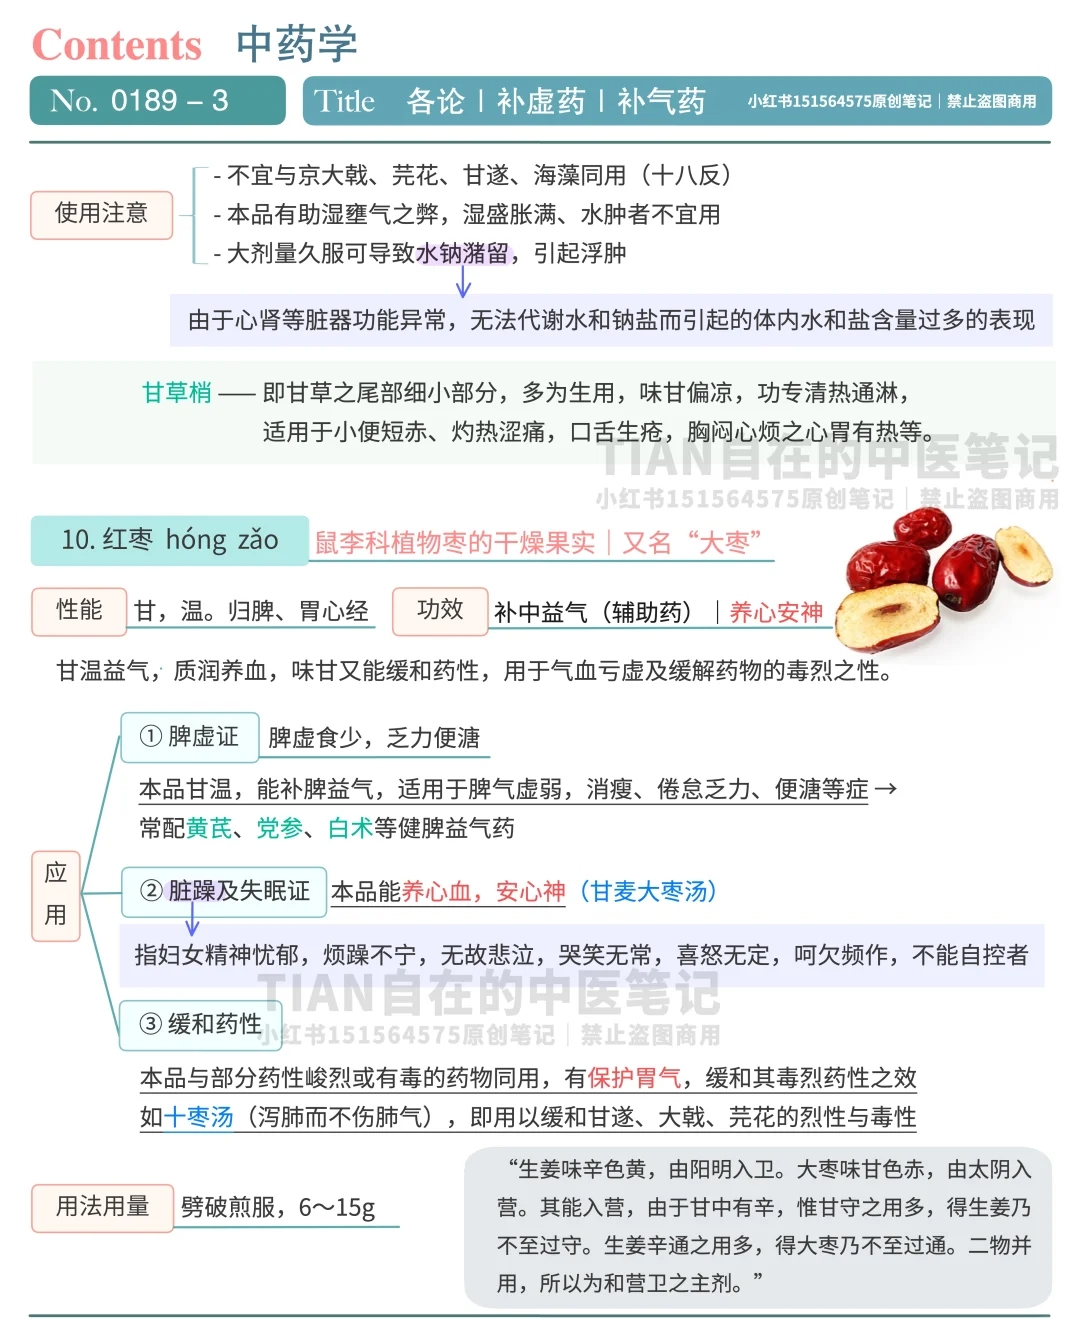 Contents 中药学
No. 0189 – 3
Title 各论｜补虚药｜补气药 小红书151564575原创笔记｜禁止盗图商用
使用注意
- 不宜与京大戟、芫花、甘遂、海藻同用（十八反）
- 本品有助湿壅气之弊，湿盛胀满、水肿者不宜用
- 大剂量久服可导致水钠潴留，引起浮肿
由于心肾等脏器功能异常，无法代谢水和钠盐而引起的体内水和盐含量过多的表现
甘草梢 —— 即甘草之尾部细小部分，多为生用，味甘偏凉，功专清热通淋，
适用于小便短赤、灼热涩痛，口舌生疮，胸闷心烦之心胃有热等。
TIAN自在的中医笔记
小红书151564575原创笔记｜禁止盗图商用
10. 红枣 hóng zǎo 鼠李科植物枣的干燥果实｜又名“大枣”
性能 甘，温。归脾、胃心经 功效 补中益气（辅助药）｜养心安神
甘温益气，质润养血，味甘又能缓和药性，用于气血亏虚及缓解药物的毒烈之性。
应用
① 脾虚证 脾虚食少，乏力便溏
本品甘温，能补脾益气，适用于脾气虚弱，消瘦、倦怠乏力、便溏等症 →
常配黄芪、党参、白术等健脾益气药
② 脏躁及失眠证 本品能养心血，安心神（甘麦大枣汤）
指妇女精神忧郁，烦躁不宁，无故悲泣，哭笑无常，喜怒无定，呵欠频作，不能自控者
TIAN自在的中医笔记
小红书151564575原创笔记｜禁止盗图商用
③ 缓和药性
本品与部分药性峻烈或有毒的药物同用，有保护胃气，缓和其毒烈药性之效
如十枣汤（泻肺而不伤肺气），即用以缓和甘遂、大戟、芫花的烈性与毒性
用法用量 劈破煎服，6～15g
“生姜味辛色黄，由阳明入卫。大枣味甘色赤，由太阴入
营。其能入营，由于甘中有辛，惟甘守之用多，得生姜乃
不至过守。生姜辛通之用多，得大枣乃不至过通。二物并
用，所以为和营卫之主剂。”